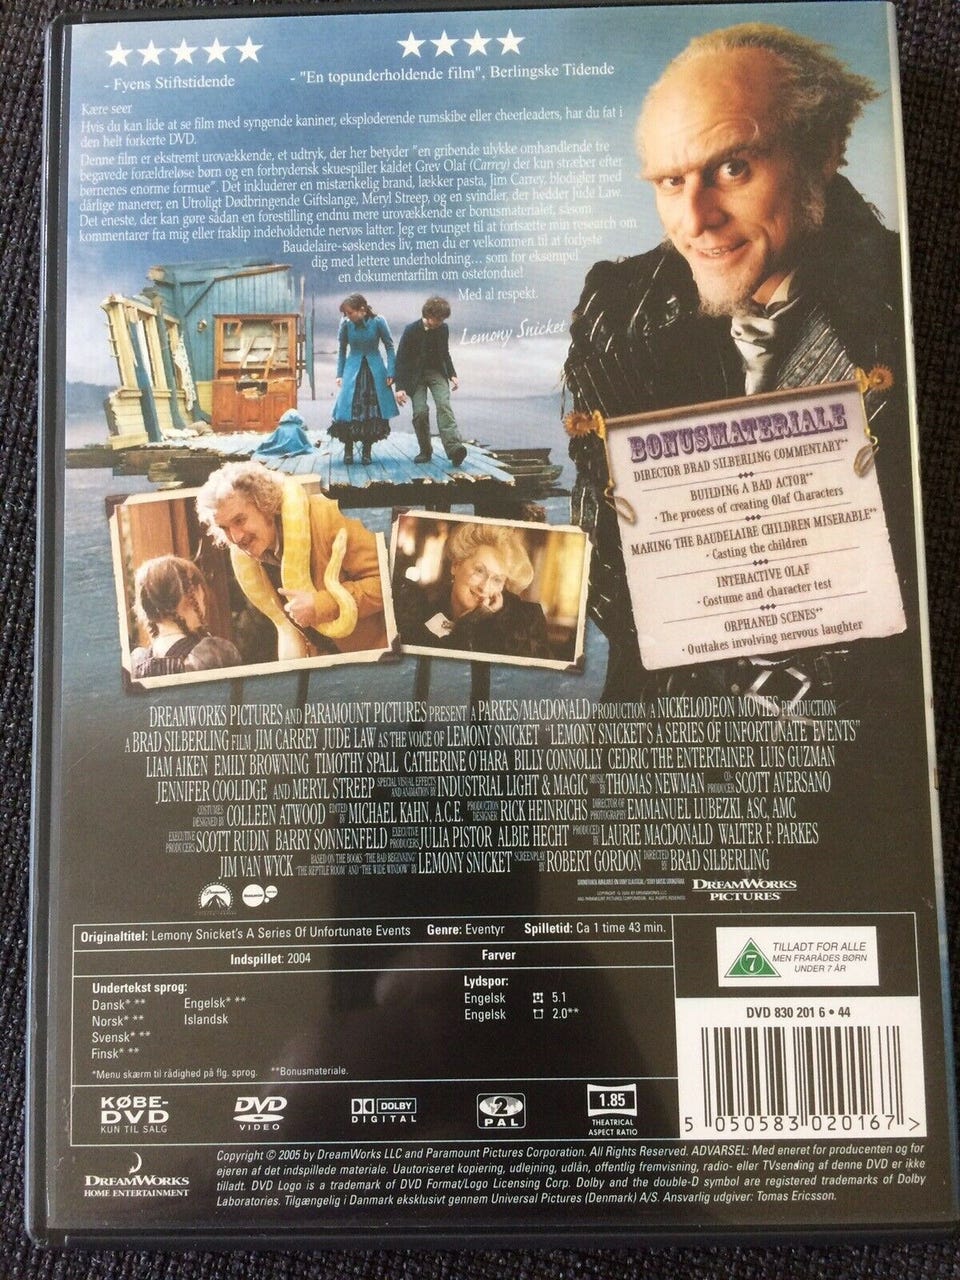 ★★★★★
- Fyens Stiftstidende
★★★★
- "En topunderholdende film", Berlingske Tidende
Kære seer
Hvis du kan lide at se film med syngende kaniner, eksploderende rumskibe eller cheerleaders, har du fat i
den helt forkerte DVD.
Denne film er ekstremt urovækkende, et udtryk, der her betyder "en gribende ulykke omhandlende tre
begavede forældreløse børn og en forbryderisk skuespiller kaldet Grev Olaf (Carrey) der kun stræber efter
børnenes enorme formue". Det inkluderer en mistænkelig brand, lækker pasta, Jim Carrey, blodigler med
dårlige manerer, en Utroligt Dødbringende Giftslange, Meryl Streep, og en svindler, der hedder Jude Law.
Det eneste, der kan gøre sådan en forestilling endnu mere urovækkende er bonusmaterialet, såsom
kommentarer fra mig eller fraklip indeholdende nervøs latter. Jeg er tvunget til at fortsætte min research om
Baudelaire-søskendes liv, men du er velkommen til at forlyste
dig med lettere underholdning... som for eksempel
en dokumentarfilm om ostefondue!
Med al respekt.
Lemony Snicket
BONUSMATERIALE
DIRECTOR BRAD SILBERLING COMMENTARY**
BUILDING A BAD ACTOR**
· The process of creating Olaf Characters
MAKING THE BAUDELAIRE CHILDREN MISERABLE**
· Casting the children
INTERACTIVE OLAF
· Costume and character test
ORPHANED SCENES**
· Outtakes involving nervous laughter
DREAMWORKS PICTURES AND PARAMOUNT PICTURES PRESENT A PARKES/MACDONALD PRODUCTION A NICKELODEON MOVIES PRODUCTION
A BRAD SILBERLING FILM JIM CARREY JUDE LAW AS THE VOICE OF LEMONY SNICKET "LEMONY SNICKET'S A SERIES OF UNFORTUNATE EVENTS"
LIAM AIKEN EMILY BROWNING TIMOTHY SPALL CATHERINE O'HARA BILLY CONNOLLY CEDRIC THE ENTERTAINER LUIS GUZMAN
JENNIFER COOLIDGE AND MERYL STREEP SPECIAL VISUAL EFFECTS AND ANIMATION BY INDUSTRIAL LIGHT & MAGIC MUSIC BY THOMAS NEWMAN CO-PRODUCER SCOTT AVERSANO
COSTUMES DESIGNED BY COLLEEN ATWOOD EDITED BY MICHAEL KAHN, A.C.E. PRODUCTION DESIGNER RICK HEINRICHS DIRECTOR OF PHOTOGRAPHY EMMANUEL LUBEZKI, ASC, AMC
EXECUTIVE PRODUCERS SCOTT RUDIN BARRY SONNENFELD EXECUTIVE PRODUCERS JULIA PISTOR ALBIE HECHT PRODUCED BY LAURIE MACDONALD WALTER F. PARKES
JIM VAN WYCK BASED ON THE BOOKS "THE BAD BEGINNING" "THE REPTILE ROOM" AND "THE WIDE WINDOW" BY LEMONY SNICKET SCREENPLAY BY ROBERT GORDON DIRECTED BY BRAD SILBERLING
Paramount
NICKELODEON
DREAMWORKS
PICTURES
Originaltitel: Lemony Snicket's A Series Of Unfortunate Events Genre: Eventyr Spilletid: Ca 1 time 43 min.
Indspillet: 2004 Farver
Undertekst sprog:
Dansk* ** Engelsk* **
Norsk* ** Islandsk
Svensk* **
Finsk* **
Lydspor:
Engelsk 5.1
Engelsk 2.0**
*Menu skærm til rådighed på flg. sprog. **Bonusmateriale.
7
TILLADT FOR ALLE
MEN FRARÅDES BØRN
UNDER 7 ÅR
DVD 830 201 6 • 44
5 050583 020167 >
KØBE-
DVD
KUN TIL SALG
DVD
VIDEO
DOLBY
DIGITAL
2
PAL
1.85
THEATRICAL
ASPECT RATIO
DREAMWORKS
HOME ENTERTAINMENT
Copyright © 2005 by DreamWorks LLC and Paramount Pictures Corporation. All Rights Reserved. ADVARSEL: Med eneret for producenten og for
ejeren af det indspillede materiale. Uautoriseret kopiering, udlejning, udlån, offentlig fremvisning, radio- eller TVsending af denne DVD er ikke
tilladt. DVD Logo is a trademark of DVD Format/Logo Licensing Corp. Dolby and the double-D symbol are registered trademarks of Dolby
Laboratories. Tilgængelig i Danmark eksklusivt gennem Universal Pictures (Denmark) A/S. Ansvarlig udgiver: Tomas Ericsson.